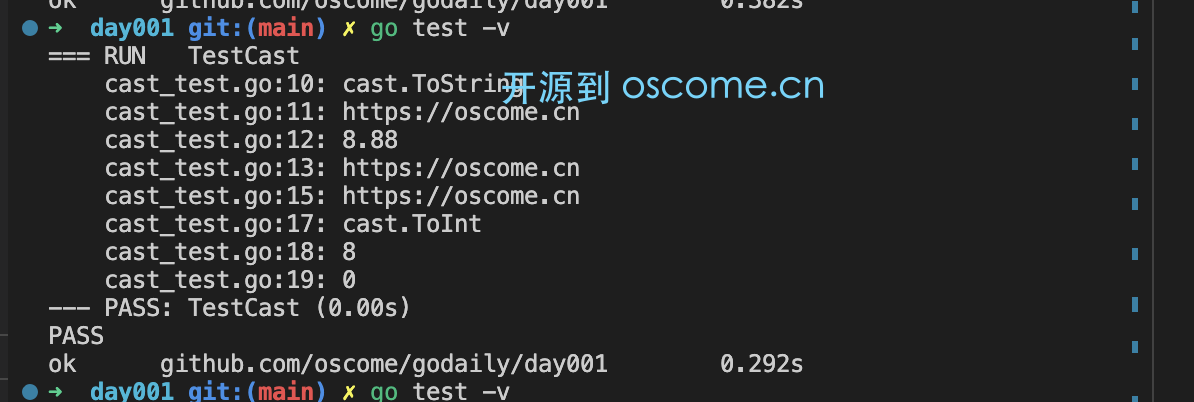 ok      github.com/oscome/godaily/day001        0.382s
➜  day001 git:(main) ✗ go test -v
=== RUN   TestCast
    cast_test.go:10: cast.ToString
开源到 oscome.cn
    cast_test.go:11: https://oscome.cn
    cast_test.go:12: 8.88
    cast_test.go:13: https://oscome.cn
    cast_test.go:15: https://oscome.cn
    cast_test.go:17: cast.ToInt
    cast_test.go:18: 8
    cast_test.go:19: 0
--- PASS: TestCast (0.00s)
PASS
ok      github.com/oscome/godaily/day001        0.292s
➜  day001 git:(main) ✗ go test -v